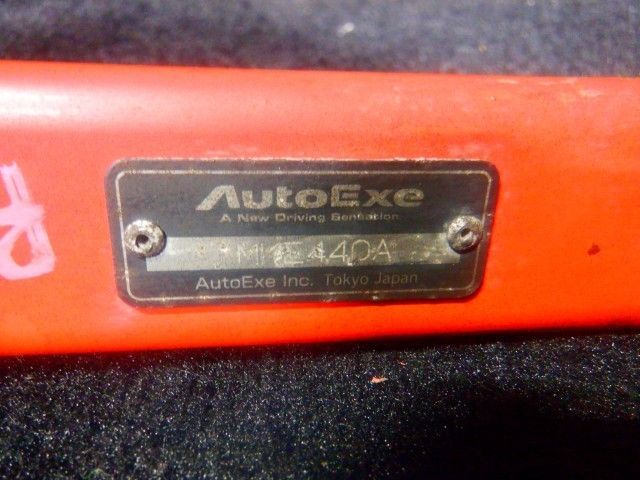 AutoExe
A New Driving Sensation
AutoExe Inc. Tokyo Japan
R